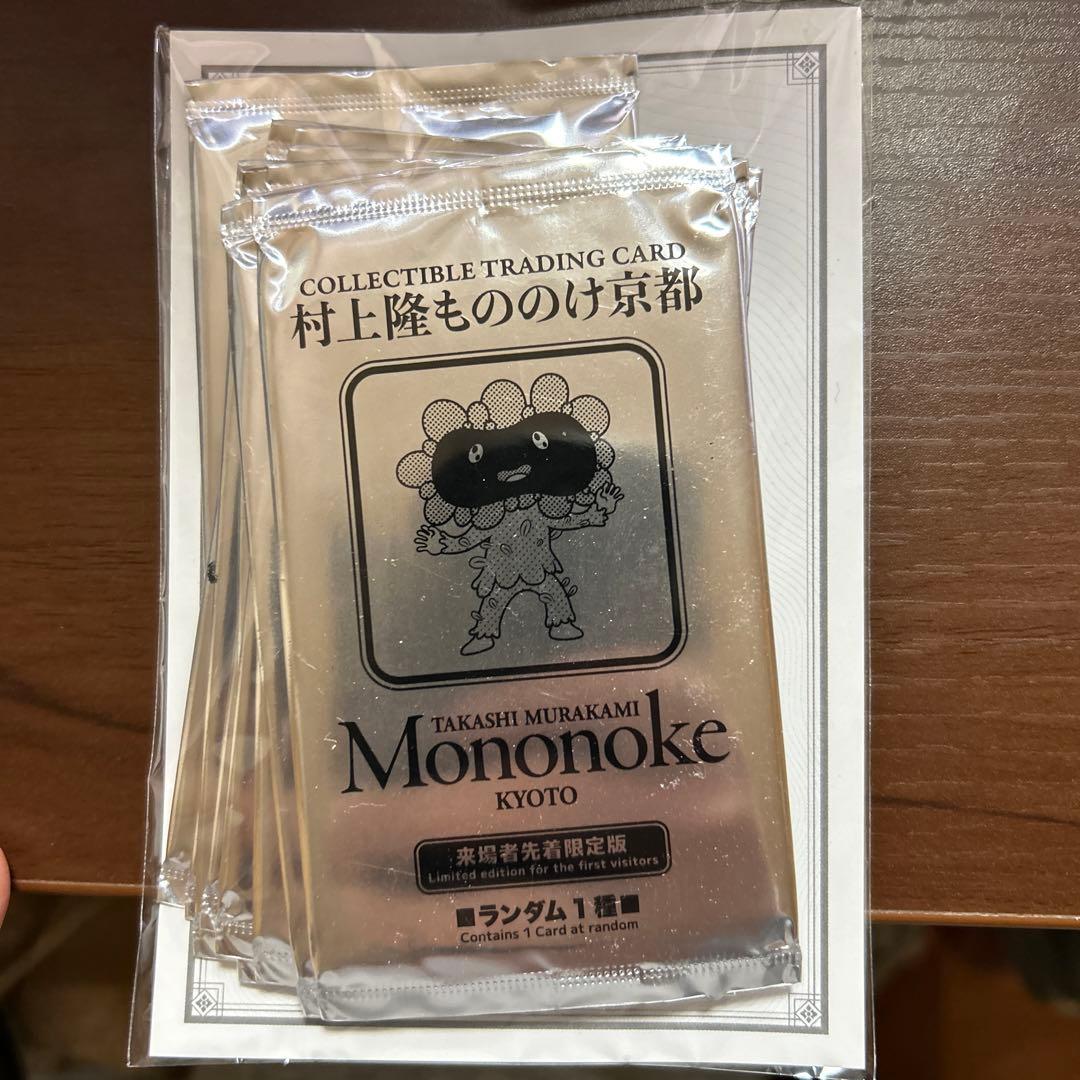 COLLECTIBLE TRADING CARD
村上隆もののけ京都
TAKASHI MURAKAMI
Mononoke
KYOTO
来場者先着限定版
Limited edition for the first visitors
■ランダム1種■
Contains 1 Card at random